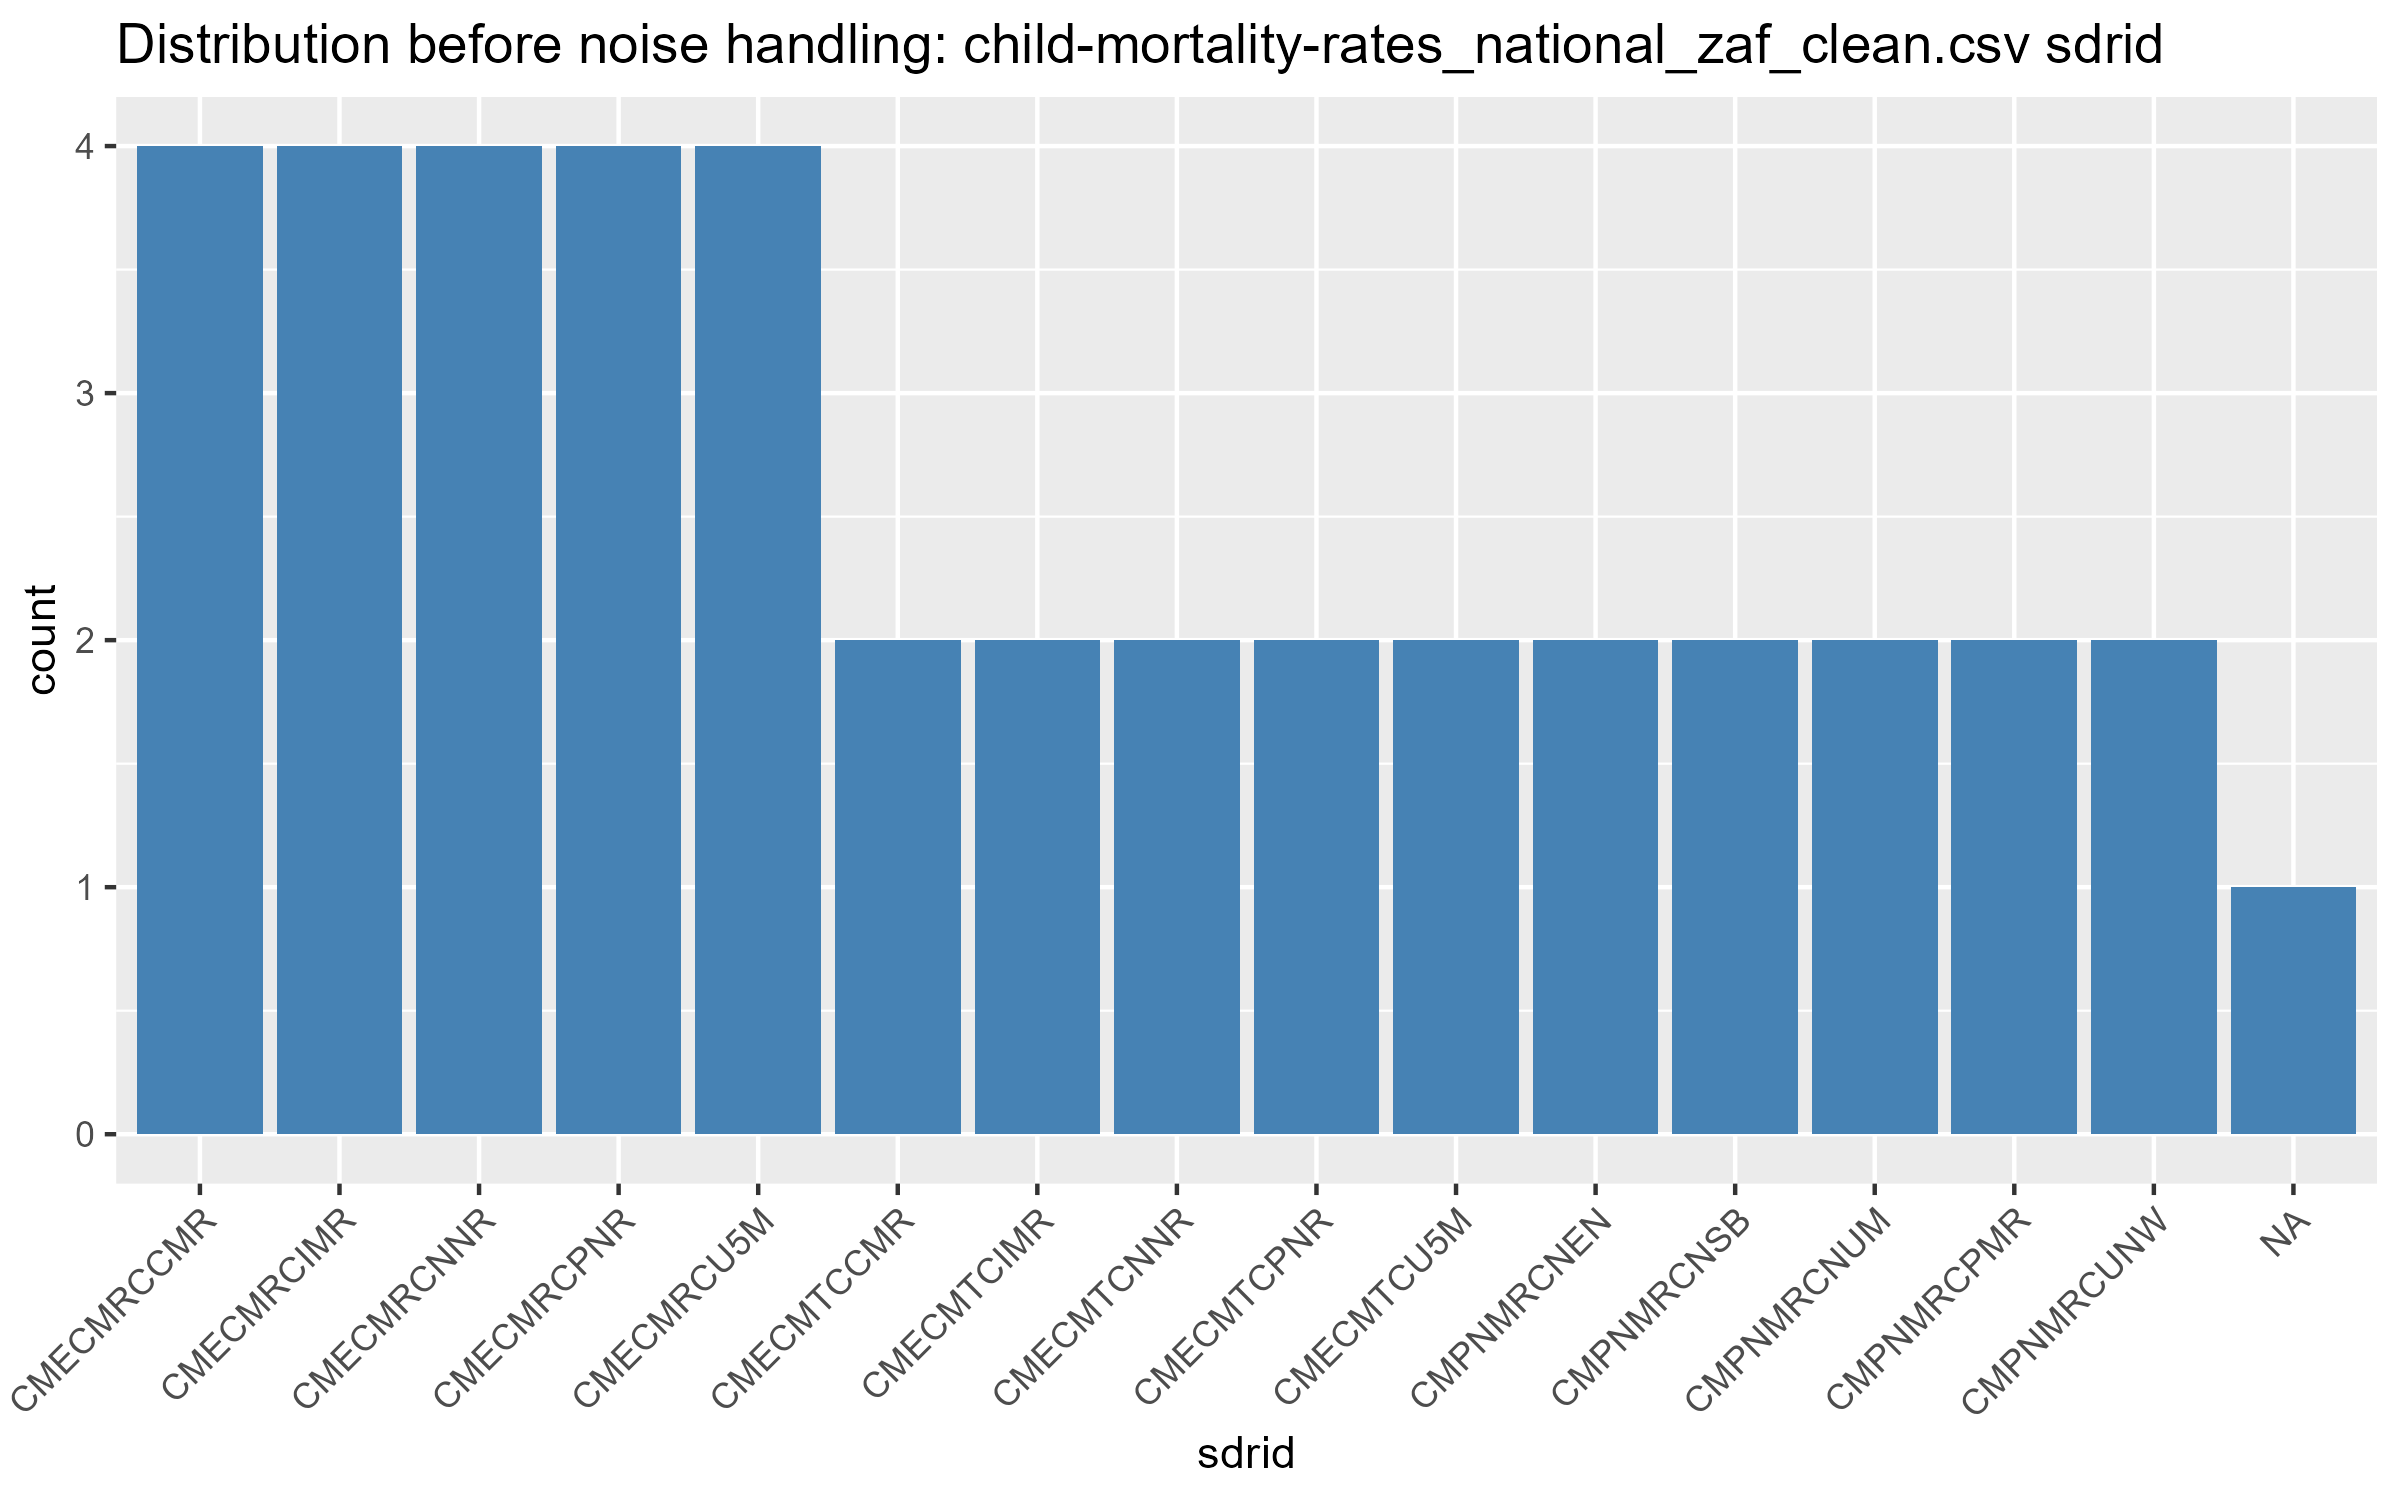 Distribution before noise handling: child-mortality-rates_national_zaf_clean.csv sdrid
count
4
3
2
1
0
CMECMRCCMR
CMECMRCIMR
CMECMRCNNR
CMECMRCPNR
CMECMRCU5M
CMECMTCCMR
CMECMTCIMR
CMECMTCNNR
CMECMTCPNR
CMECMTCU5M
CMPNMRCNEN
CMPNMRCNSB
CMPNMRCNUM
CMPNMRCPMR
CMPNMRCUNW
NA
sdrid